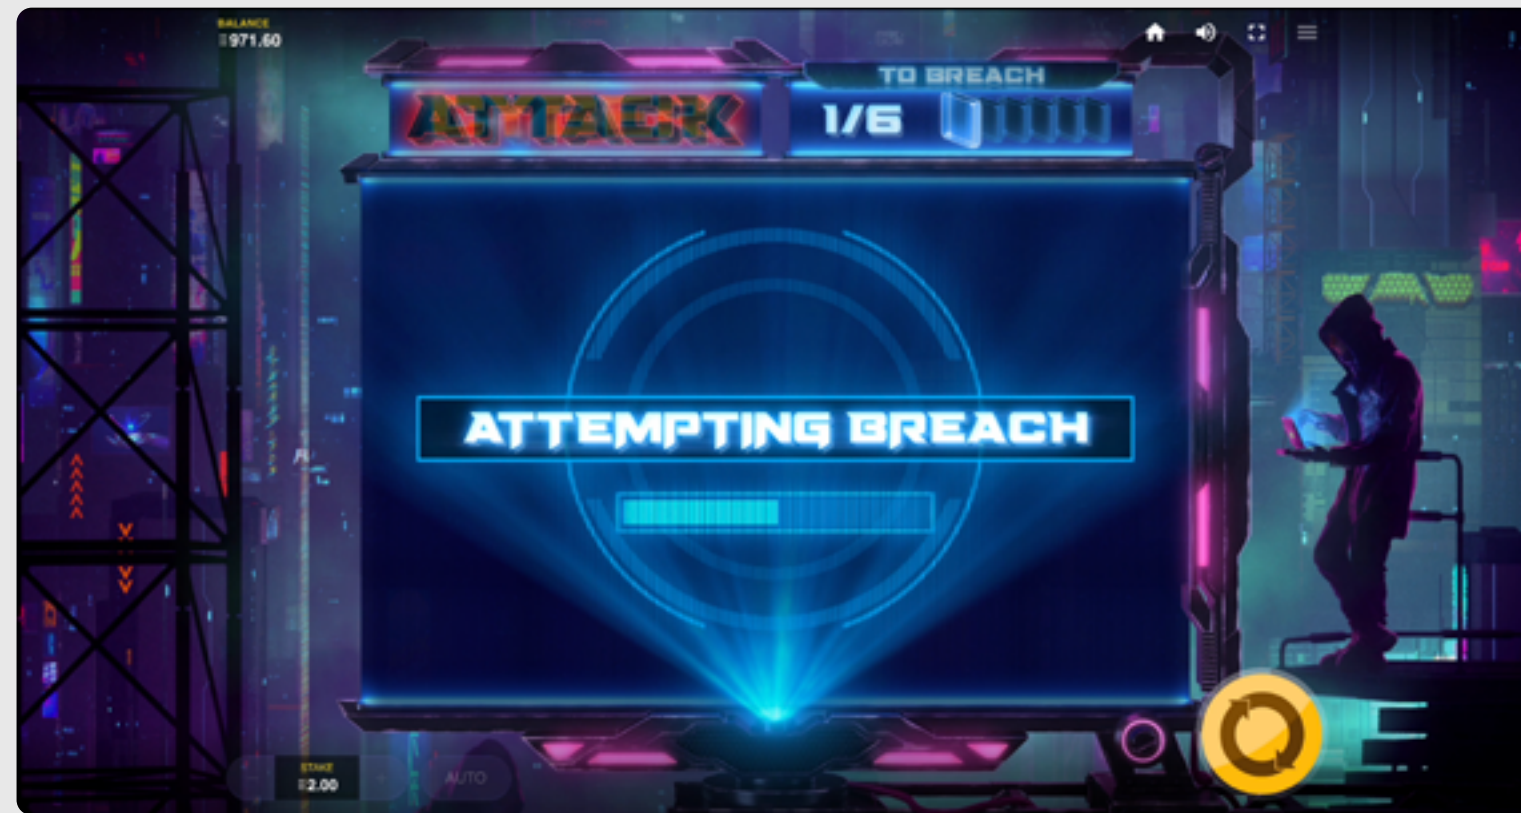 BALANCE
971.60
TO BREACH
ATTACK
1/6
ATTEMPTING BREACH
STAKE
2.00
AUTO